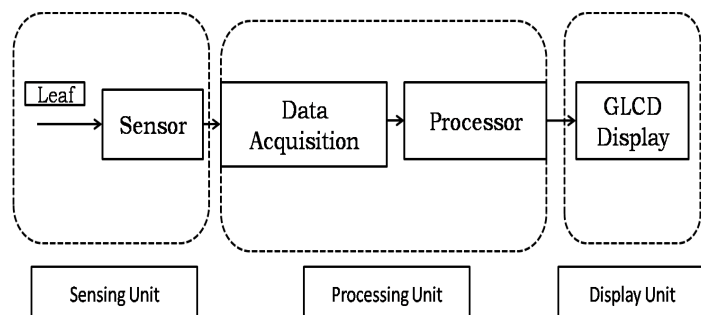 Leaf
Sensor
Data
Acquisition
Processor
GLCD
Display
Sensing Unit
Processing Unit
Display Unit